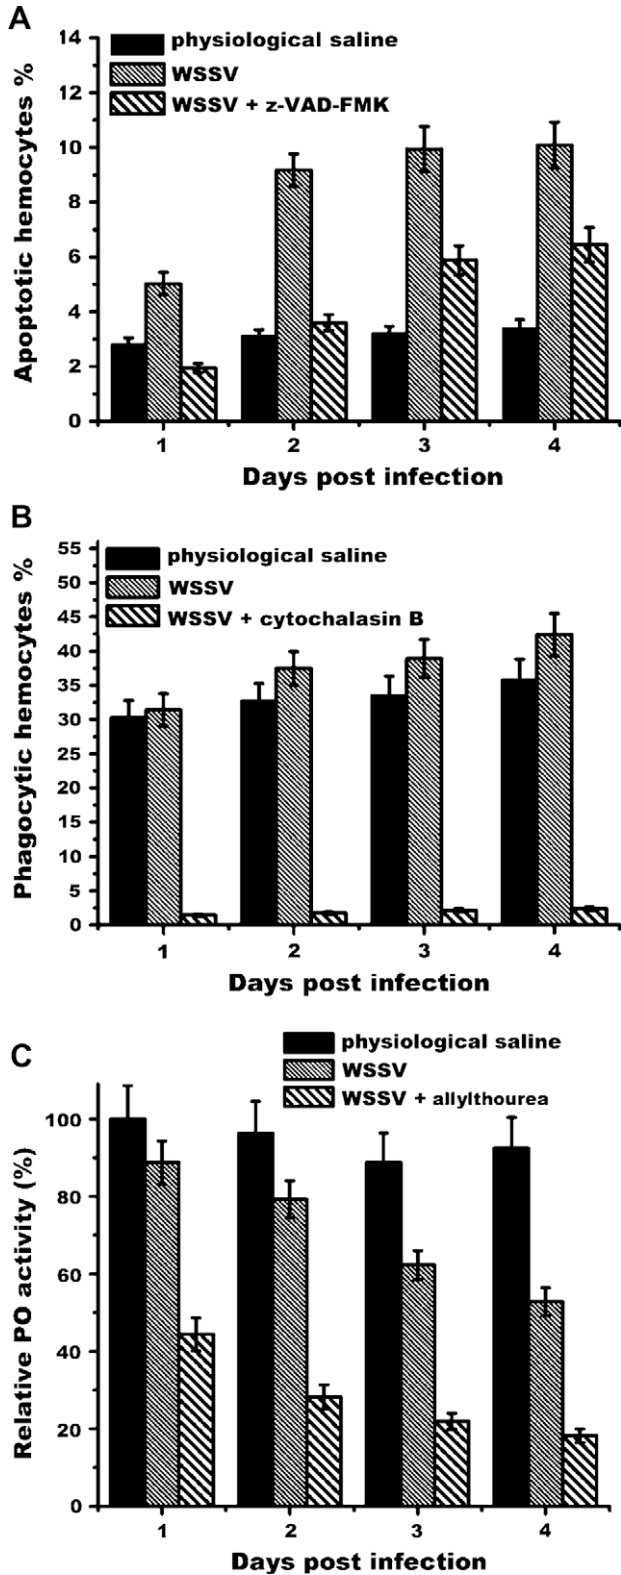 A
14
12
10
8
6
4
2
0
Apoptotic hemocytes %
physiological saline
WSSV
WSSV + z-VAD-FMK
1 2 3 4
Days post infection
B
55
50
45
40
35
30
25
20
15
10
5
0
Phagocytic hemocytes %
physiological saline
WSSV
WSSV + cytochalasin B
1 2 3 4
Days post infection
C
physiological saline
WSSV
WSSV + allylthourea
100
80
60
40
20
0
Relative PO activity (%)
1 2 3 4
Days post infection